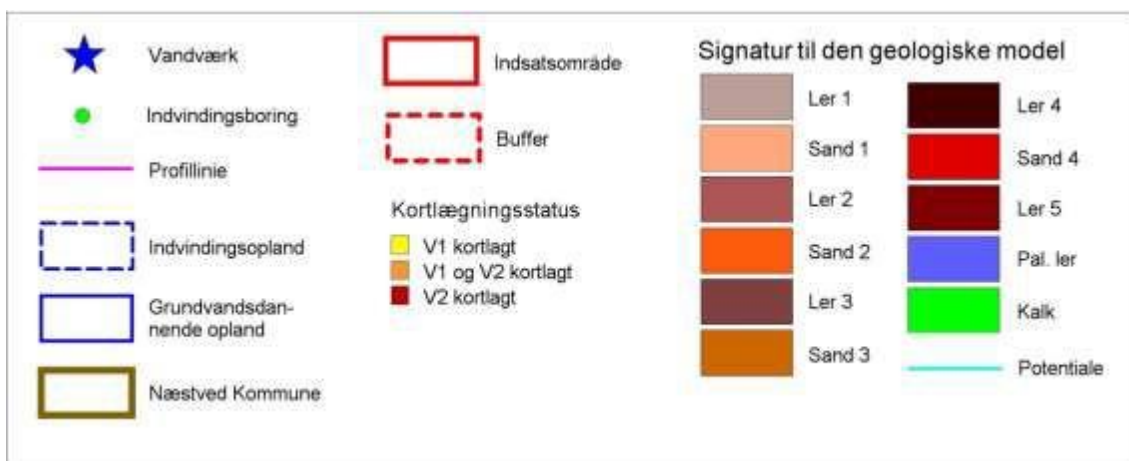 Vandværk
Indvindingsboring
Profillinie
Indvindingsopland
Grundvandsdan-
nende opland
Næstved Kommune
Indsatsområde
Buffer
Kortlægningsstatus
V1 kortlagt
V1 og V2 kortlagt
V2 kortlagt
Signatur til den geologiske model
Ler 1
Sand 1
Ler 2
Sand 2
Ler 3
Sand 3
Ler 4
Sand 4
Ler 5
Pal. ler
Kalk
Potentiale